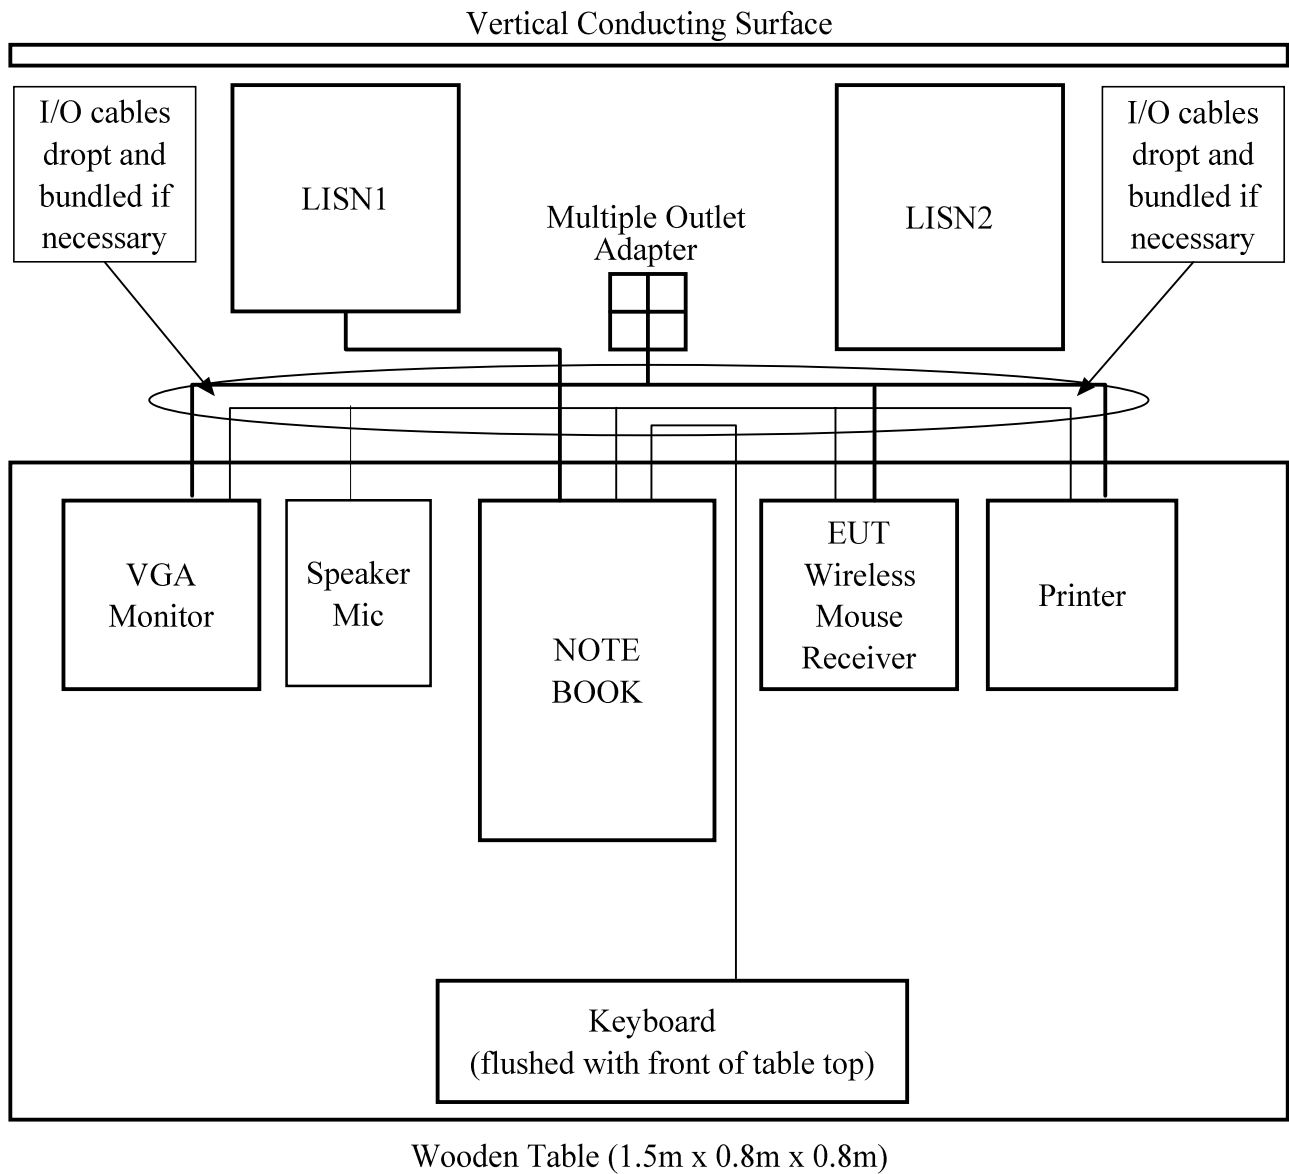 Vertical Conducting Surface
I/O cables
dropt and
bundled if
necessary
LISN1
Multiple Outlet
Adapter
LISN2
I/O cables
dropt and
bundled if
necessary
VGA
Monitor
Speaker
Mic
NOTE
BOOK
EUT
Wireless
Mouse
Receiver
Printer
Keyboard
(flushed with front of table top)
Wooden Table (1.5m x 0.8m x 0.8m)